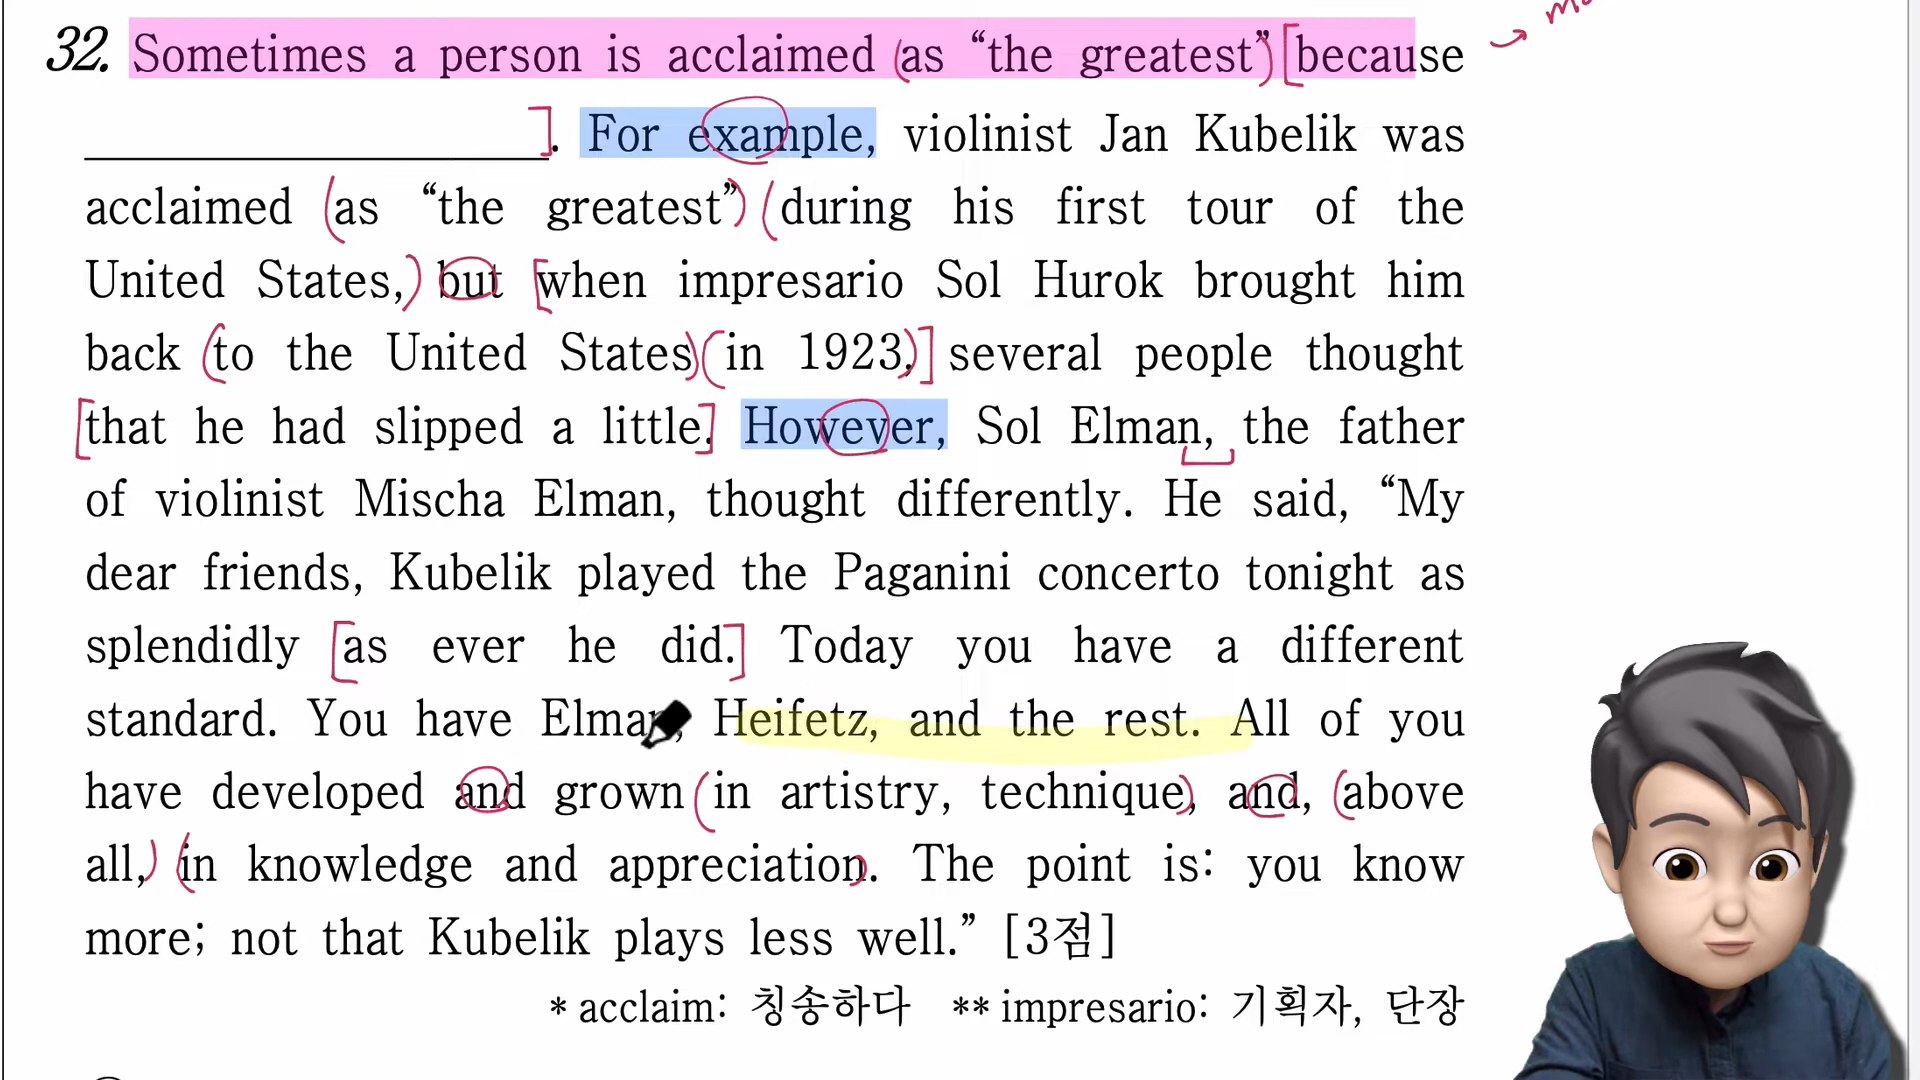 32. Sometimes a person is acclaimed as “the greatest” because
. For example, violinist Jan Kubelik was
acclaimed as “the greatest” during his first tour of the
United States, but when impresario Sol Hurok brought him
back to the United States in 1923, several people thought
that he had slipped a little. However, Sol Elman, the father
of violinist Mischa Elman, thought differently. He said, “My
dear friends, Kubelik played the Paganini concerto tonight as
splendidly as ever he did. Today you have a different
standard. You have Elman, Heifetz, and the rest. All of you
have developed and grown in artistry, technique, and, above
all, in knowledge and appreciation. The point is: you know
more; not that Kubelik plays less well.” [3점]
* acclaim: 칭송하다 ** impresario: 기획자, 단장